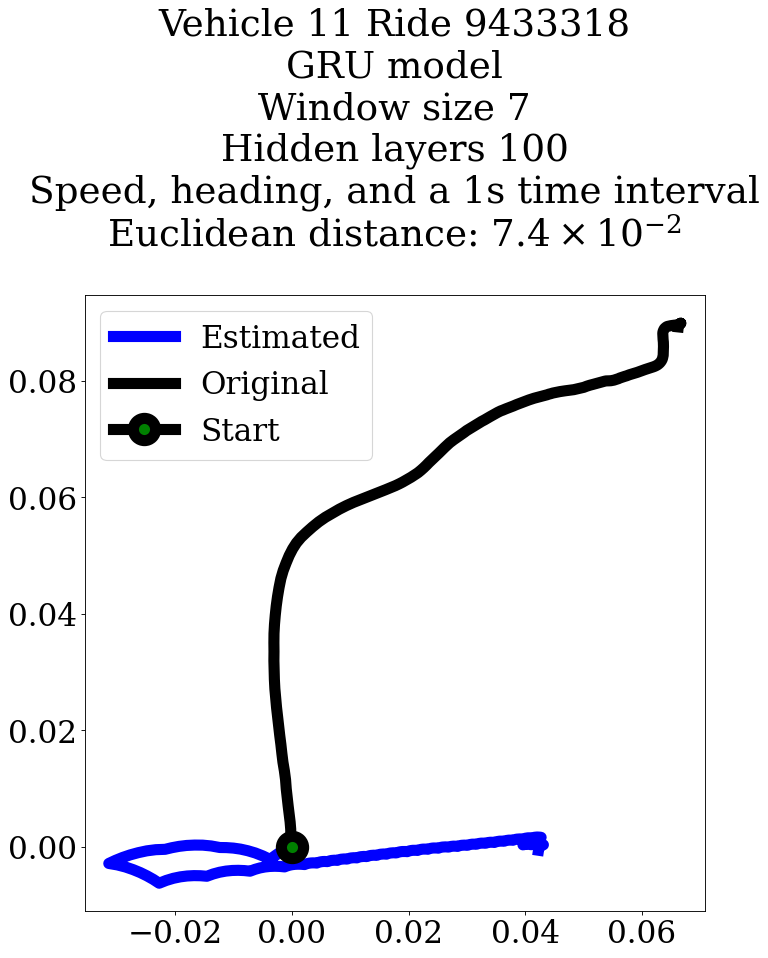 Vehicle 11 Ride 9433318
GRU model
Window size 7
Hidden layers 100
Speed, heading, and a 1s time interval
Euclidean distance: 7.4 × 10⁻²
Estimated
Original
Start
0.08
0.06
0.04
0.02
0.00
−0.02 0.00 0.02 0.04 0.06